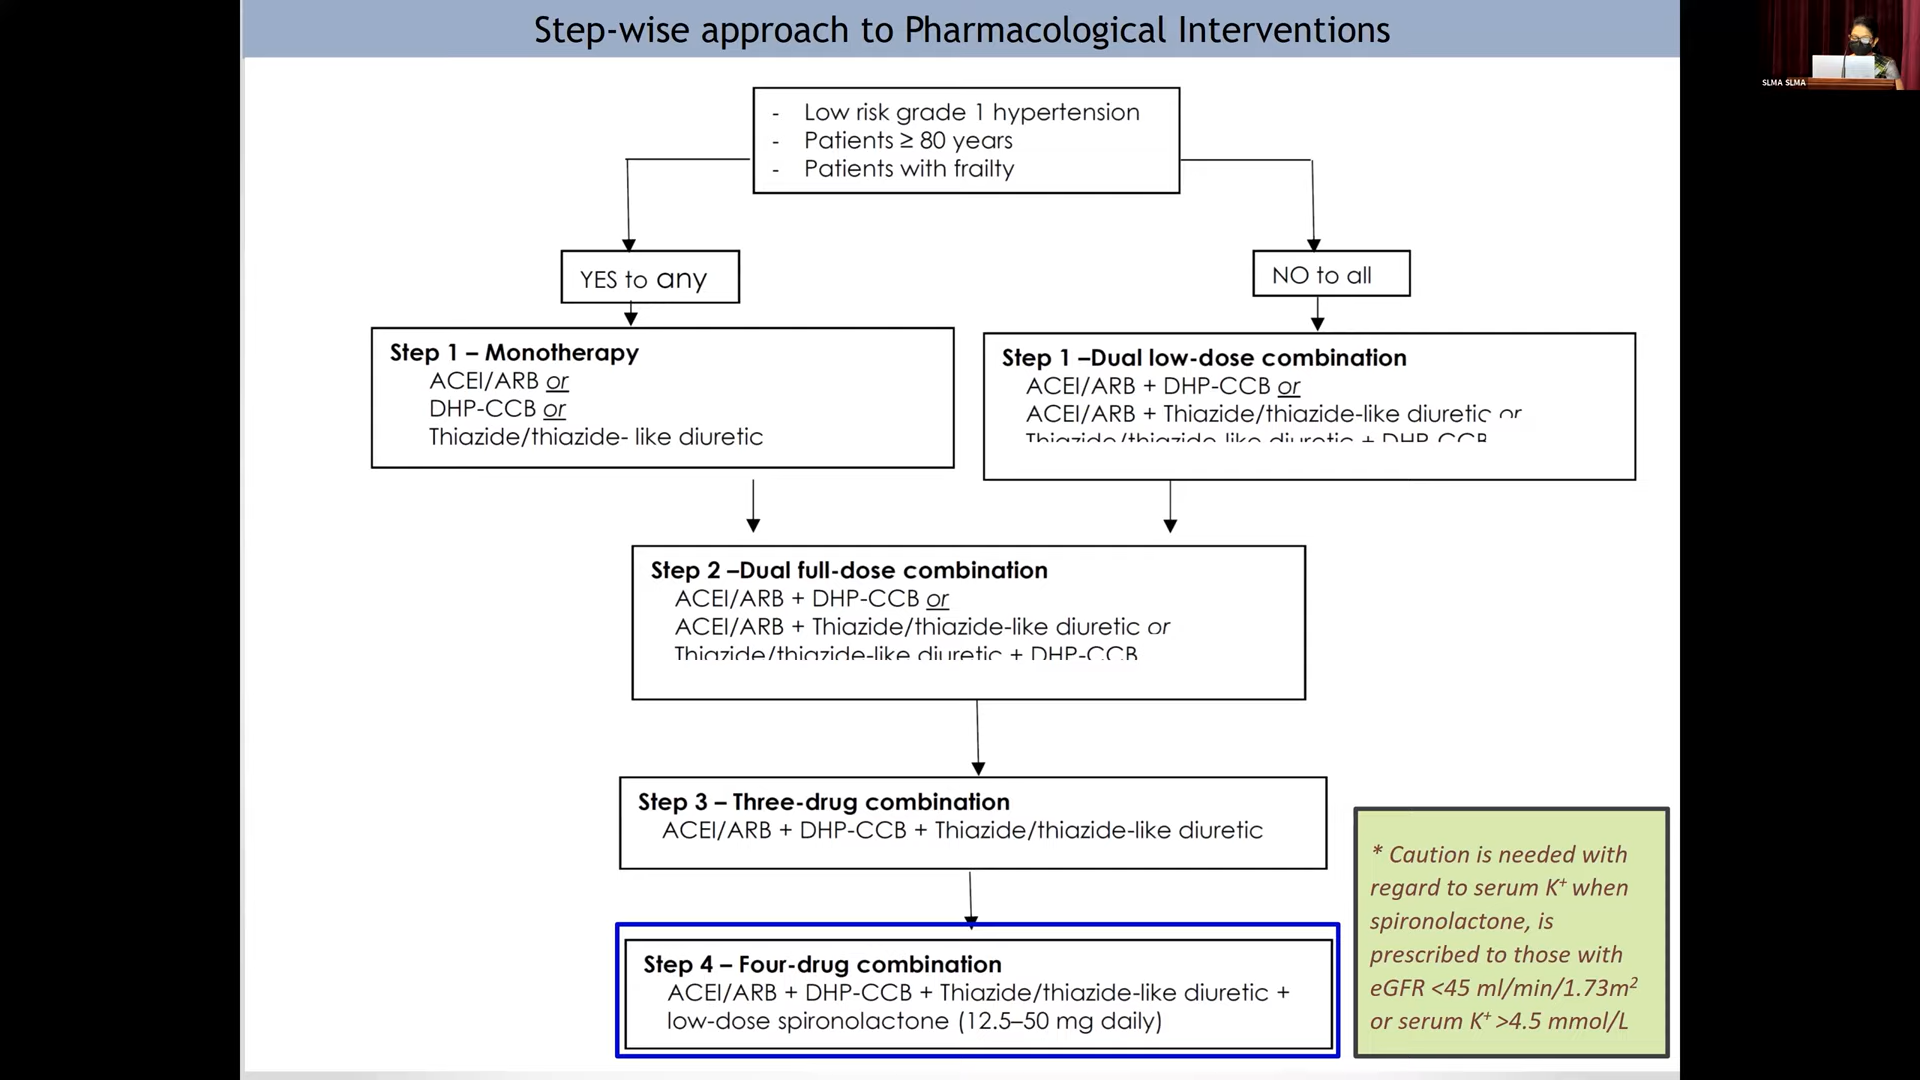 Step-wise approach to Pharmacological Interventions
SLMA SLMA
- Low risk grade 1 hypertension
- Patients ≥ 80 years
- Patients with frailty
YES to any
NO to all
Step 1 – Monotherapy
ACEI/ARB or
DHP-CCB or
Thiazide/thiazide- like diuretic
Step 1 –Dual low-dose combination
ACEI/ARB + DHP-CCB or
ACEI/ARB + Thiazide/thiazide-like diuretic or
Thiazide/thiazide-like diuretic + DHP-CCB
Step 2 –Dual full-dose combination
ACEI/ARB + DHP-CCB or
ACEI/ARB + Thiazide/thiazide-like diuretic or
Thiazide/thiazide-like diuretic + DHP-CCB
Step 3 – Three-drug combination
ACEI/ARB + DHP-CCB + Thiazide/thiazide-like diuretic
Step 4 – Four-drug combination
ACEI/ARB + DHP-CCB + Thiazide/thiazide-like diuretic +
low-dose spironolactone (12.5–50 mg daily)
* Caution is needed with
regard to serum K⁺ when
spironolactone, is
prescribed to those with
eGFR <45 ml/min/1.73m²
or serum K⁺ >4.5 mmol/L